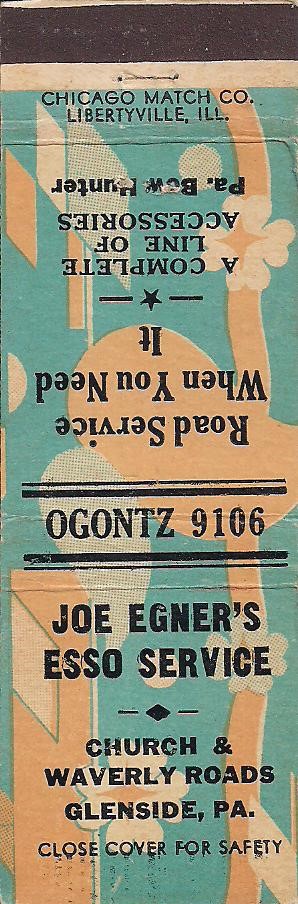 CHICAGO MATCH CO.
LIBERTYVILLE, ILL.
Road Service
When You Need
It
A COMPLETE
LINE OF
ACCESSORIES
Pa. Bow Hunter
OGONTZ 9106
JOE EGNER'S
ESSO SERVICE
CHURCH &
WAVERLY ROADS
GLENSIDE, PA.
CLOSE COVER FOR SAFETY